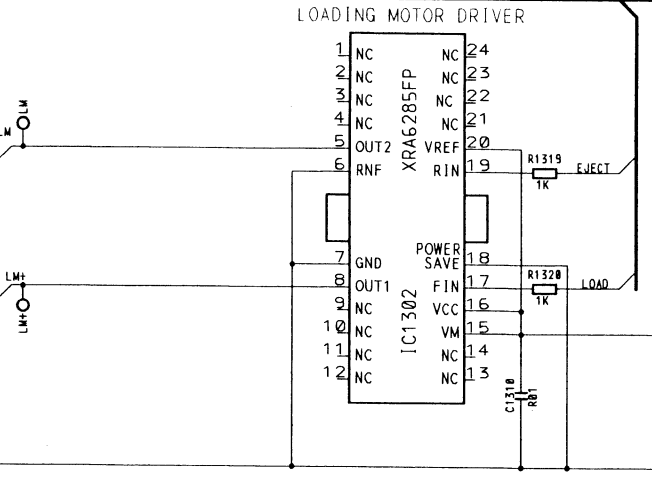 LOADING MOTOR DRIVER
1 NC NC 24
2 NC NC 23
3 NC NC 22
4 NC NC 21
5 OUT2 VREF 20
6 RNF RIN 19
7 GND POWER SAVE 18
8 OUT1 FIN 17
9 NC VCC 16
10 NC VM 15
11 NC NC 14
12 NC NC 13
XRA6285FP
IC1302
LM
LM
LM+
LM+
R1319
1K
EJECT
R1320
1K
LOAD
C1310
R01